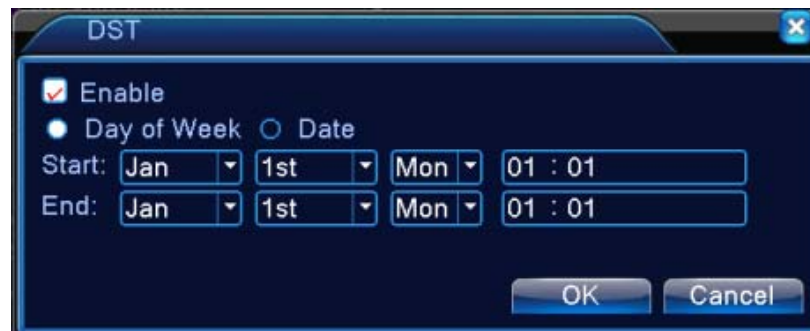 DST
Enable
Day of Week Date
Start: Jan 1st Mon 01 : 01
End: Jan 1st Mon 01 : 01
OK Cancel